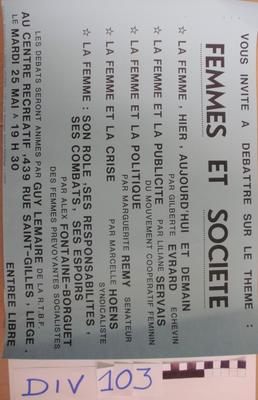 VOUS INVITE A DEBATTRE SUR LE THEME :
FEMMES ET SOCIETE
☆ LA FEMME, HIER, AUJOURD'HUI ET DEMAIN
PAR GILBERTE EVRARD ECHEVIN
☆ LA FEMME ET LA PUBLICITE
PAR LILIANE SERVAIS
DU MOUVEMENT COOPERATIF FEMININ
☆ LA FEMME ET LA POLITIQUE
PAR MARGUERITE REMY SENATEUR
☆ LA FEMME ET LA CRISE
PAR MARCELLE HOENS
SYNDICALISTE
☆ LA FEMME : SON ROLE, SES RESPONSABILITES,
SES COMBATS, SES ESPOIRS
PAR ALEX FONTAINE-BORGUET
DES FEMMES PREVOYANTES SOCIALISTES
LES DEBATS SERONT ANIMES PAR GUY LEMAIRE DE LA R.T.B.F.
AU CENTRE RECREATIF, 439 RUE SAINT-GILLES, LIEGE,
LE MARDI 25 MAI A 19 H 30
ENTREE LIBRE
DIV 103